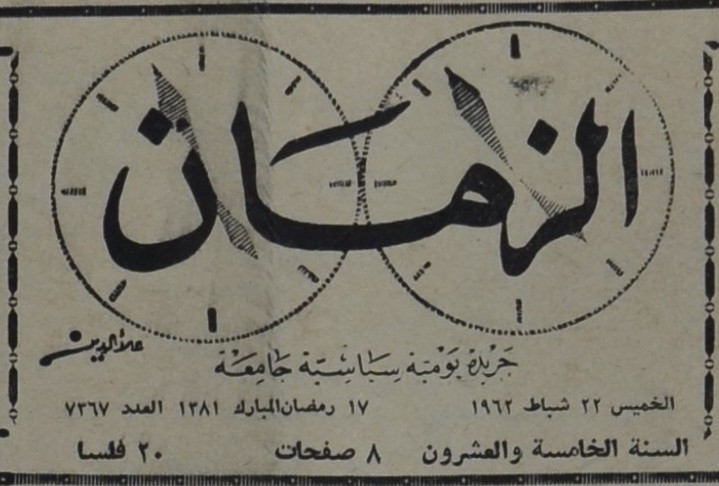 الزمان
علاء الدين
جريدة يومية سياسية جامعة
الخميس ٢٢ شباط ١٩٦٢ ١٧ رمضان المبارك ١٣٨١ العدد ٧٣٦٧
السنة الخامسة والعشرون ٨ صفحات ٢٠ فلسا